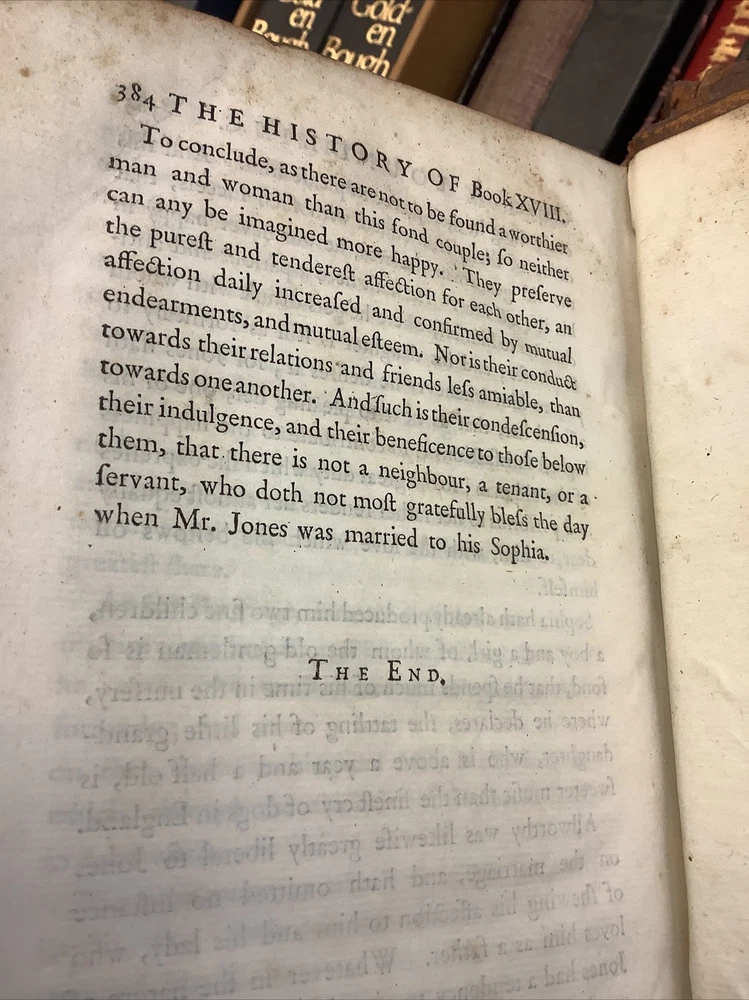 en
Bough
Gold-
en
Bough
384 THE HISTORY OF Book XVIII.
To conclude, as there are not to be found a worthier
man and woman than this fond couple; ſo neither
can any be imagined more happy. They preſerve
the pureſt and tendereſt affection for each other, an
affection daily increaſed and confirmed by mutual
endearments, and mutual eſteem. Nor is their conduct
towards their relations and friends leſs amiable, than
towards one another. And ſuch is their condeſcenſion,
their indulgence, and their beneficence to thoſe below
them, that there is not a neighbour, a tenant, or a
ſervant, who doth not moſt gratefully bleſs the day
when Mr. Jones was married to his Sophia.
THE END.